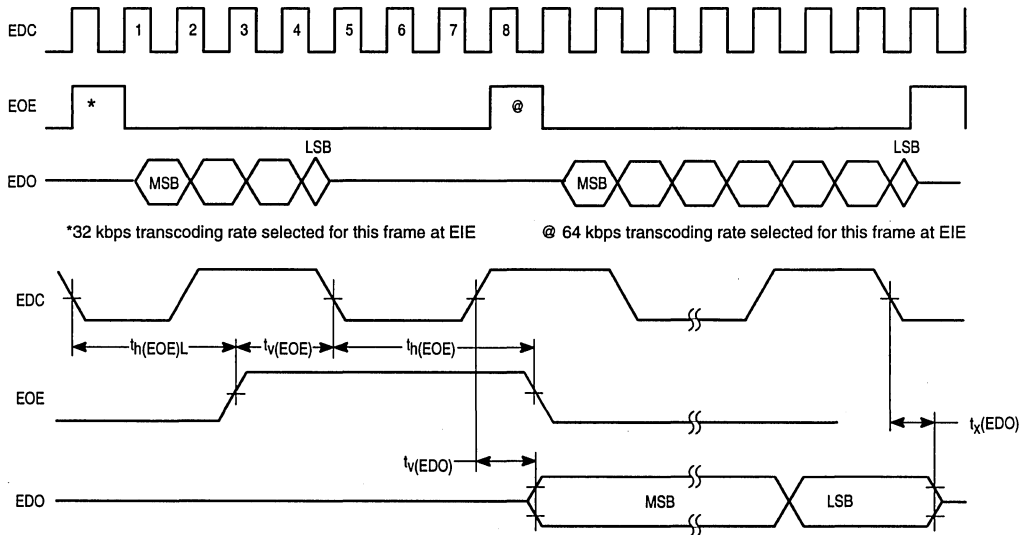 EDC 1 2 3 4 5 6 7 8
EOE * @
LSB LSB
EDO MSB MSB
*32 kbps transcoding rate selected for this frame at EIE @ 64 kbps transcoding rate selected for this frame at EIE
EDC
th(EOE)L tv(EOE) th(EOE)
EOE
tx(EDO)
tv(EDO)
EDO MSB LSB